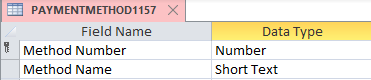 PAYMENTMETHOD1157
Field Name Data Type
Method Number Number
Method Name Short Text